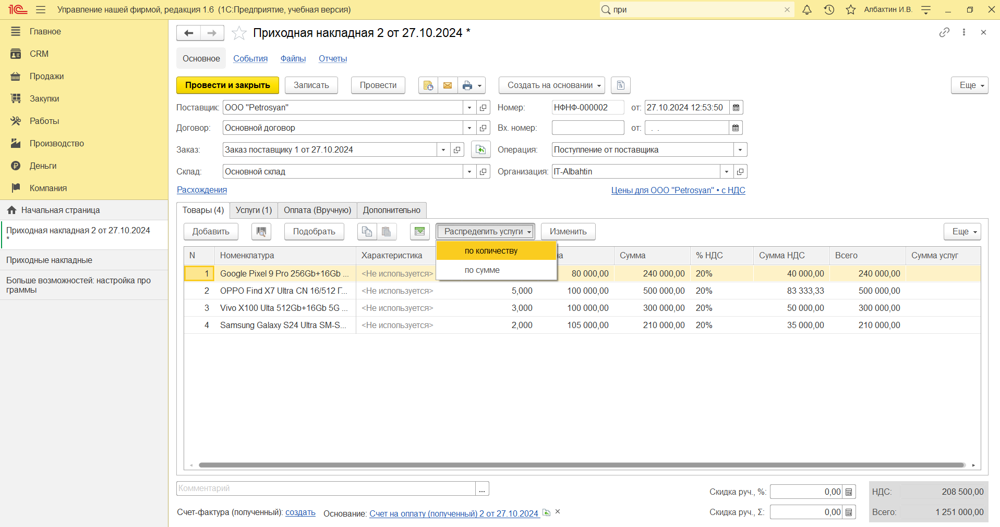 Управление нашей фирмой, редакция 1.6 (1С:Предприятие, учебная версия)
при
Албахтин И.В.
Главное
CRM
Продажи
Закупки
Работы
Производство
Деньги
Компания
Начальная страница
Приходная накладная 2 от 27.10.2024
*
Приходные накладные
Больше возможностей: настройка про
граммы
Приходная накладная 2 от 27.10.2024 *
Основное События Файлы Отчеты
Провести и закрыть Записать Провести Создать на основании Еще
Поставщик: ООО "Petrosyan" Номер: НФНФ-000002 от: 27.10.2024 12:53:50
Договор: Основной договор Вх. номер: от: . .
Заказ: Заказ поставщику 1 от 27.10.2024 Операция: Поступление от поставщика
Склад: Основной склад Организация: IT-Albahtin
Расхождения Цены для ООО "Petrosyan" • с НДС
Товары (4) Услуги (1) Оплата (Вручную) Дополнительно
Добавить Подобрать Распределить услуги Изменить Еще
по количеству
по сумме
N Номенклатура Характеристика на Сумма % НДС Сумма НДС Всего Сумма услуг
1 Google Pixel 9 Pro 256Gb+16Gb ... <Не используется> 80 000,00 240 000,00 20% 40 000,00 240 000,00
2 OPPO Find X7 Ultra CN 16/512 Г... <Не используется> 5,000 100 000,00 500 000,00 20% 83 333,33 500 000,00
3 Vivo X100 Ulta 512Gb+16Gb 5G ... <Не используется> 3,000 100 000,00 300 000,00 20% 50 000,00 300 000,00
4 Samsung Galaxy S24 Ultra SM-S... <Не используется> 2,000 105 000,00 210 000,00 20% 35 000,00 210 000,00
Комментарий ...
Скидка руч., %: 0,00 НДС: 208 500,00
Счет-фактура (полученный): создать Основание: Счет на оплату (полученный) 2 от 27.10.2024
Скидка руч., Σ: 0,00 Всего: 1 251 000,00